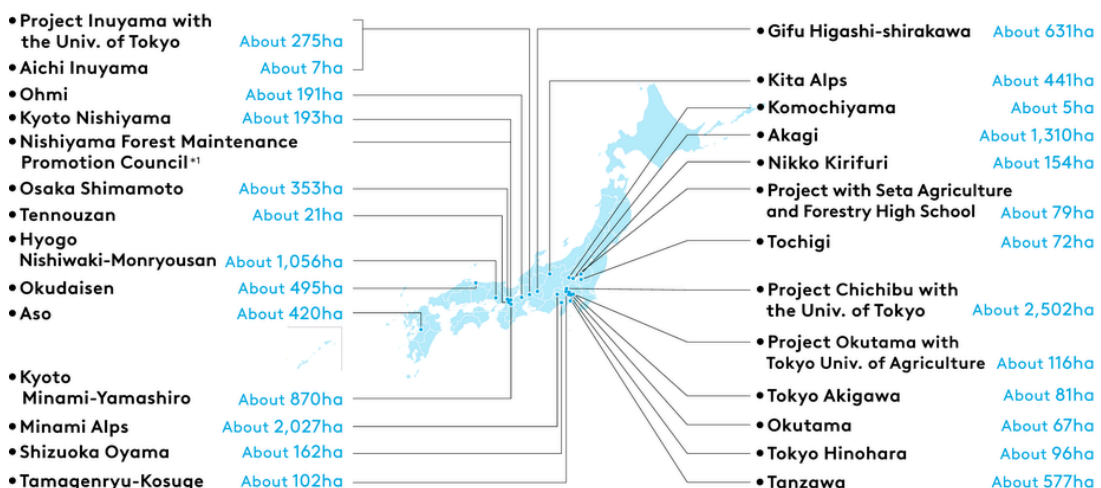 • Project Inuyama with
the Univ. of Tokyo About 275ha
• Aichi Inuyama About 7ha
• Ohmi About 191ha
• Kyoto Nishiyama About 193ha
• Nishiyama Forest Maintenance
Promotion Council*1
• Osaka Shimamoto About 353ha
• Tennouzan About 21ha
• Hyogo
Nishiwaki-Monryousan About 1,056ha
• Okudaisen About 495ha
• Aso About 420ha
• Kyoto
Minami-Yamashiro About 870ha
• Minami Alps About 2,027ha
• Shizuoka Oyama About 162ha
• Tamagenryu-Kosuge About 102ha
• Gifu Higashi-shirakawa About 631ha
• Kita Alps About 441ha
• Komochiyama About 5ha
• Akagi About 1,310ha
• Nikko Kirifuri About 154ha
• Project with Seta Agriculture
and Forestry High School About 79ha
• Tochigi About 72ha
• Project Chichibu with
the Univ. of Tokyo About 2,502ha
• Project Okutama with
Tokyo Univ. of Agriculture About 116ha
• Tokyo Akigawa About 81ha
• Okutama About 67ha
• Tokyo Hinohara About 96ha
• Tanzawa About 577ha